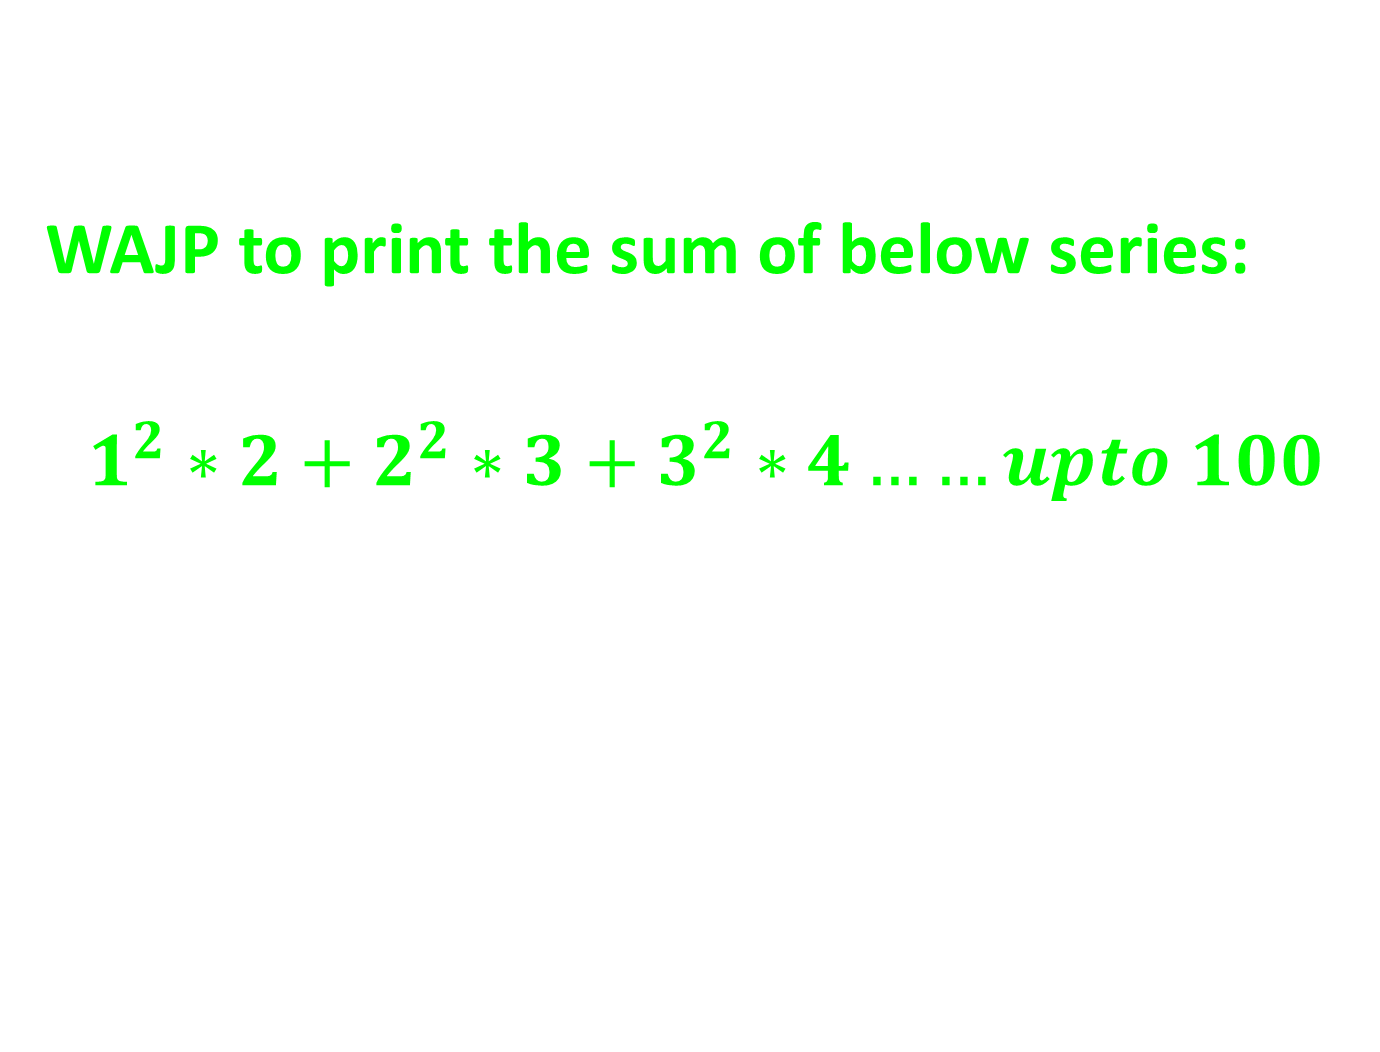 WAJP to print the sum of below series:
1² * 2 + 2² * 3 + 3² * 4 … … upto 100